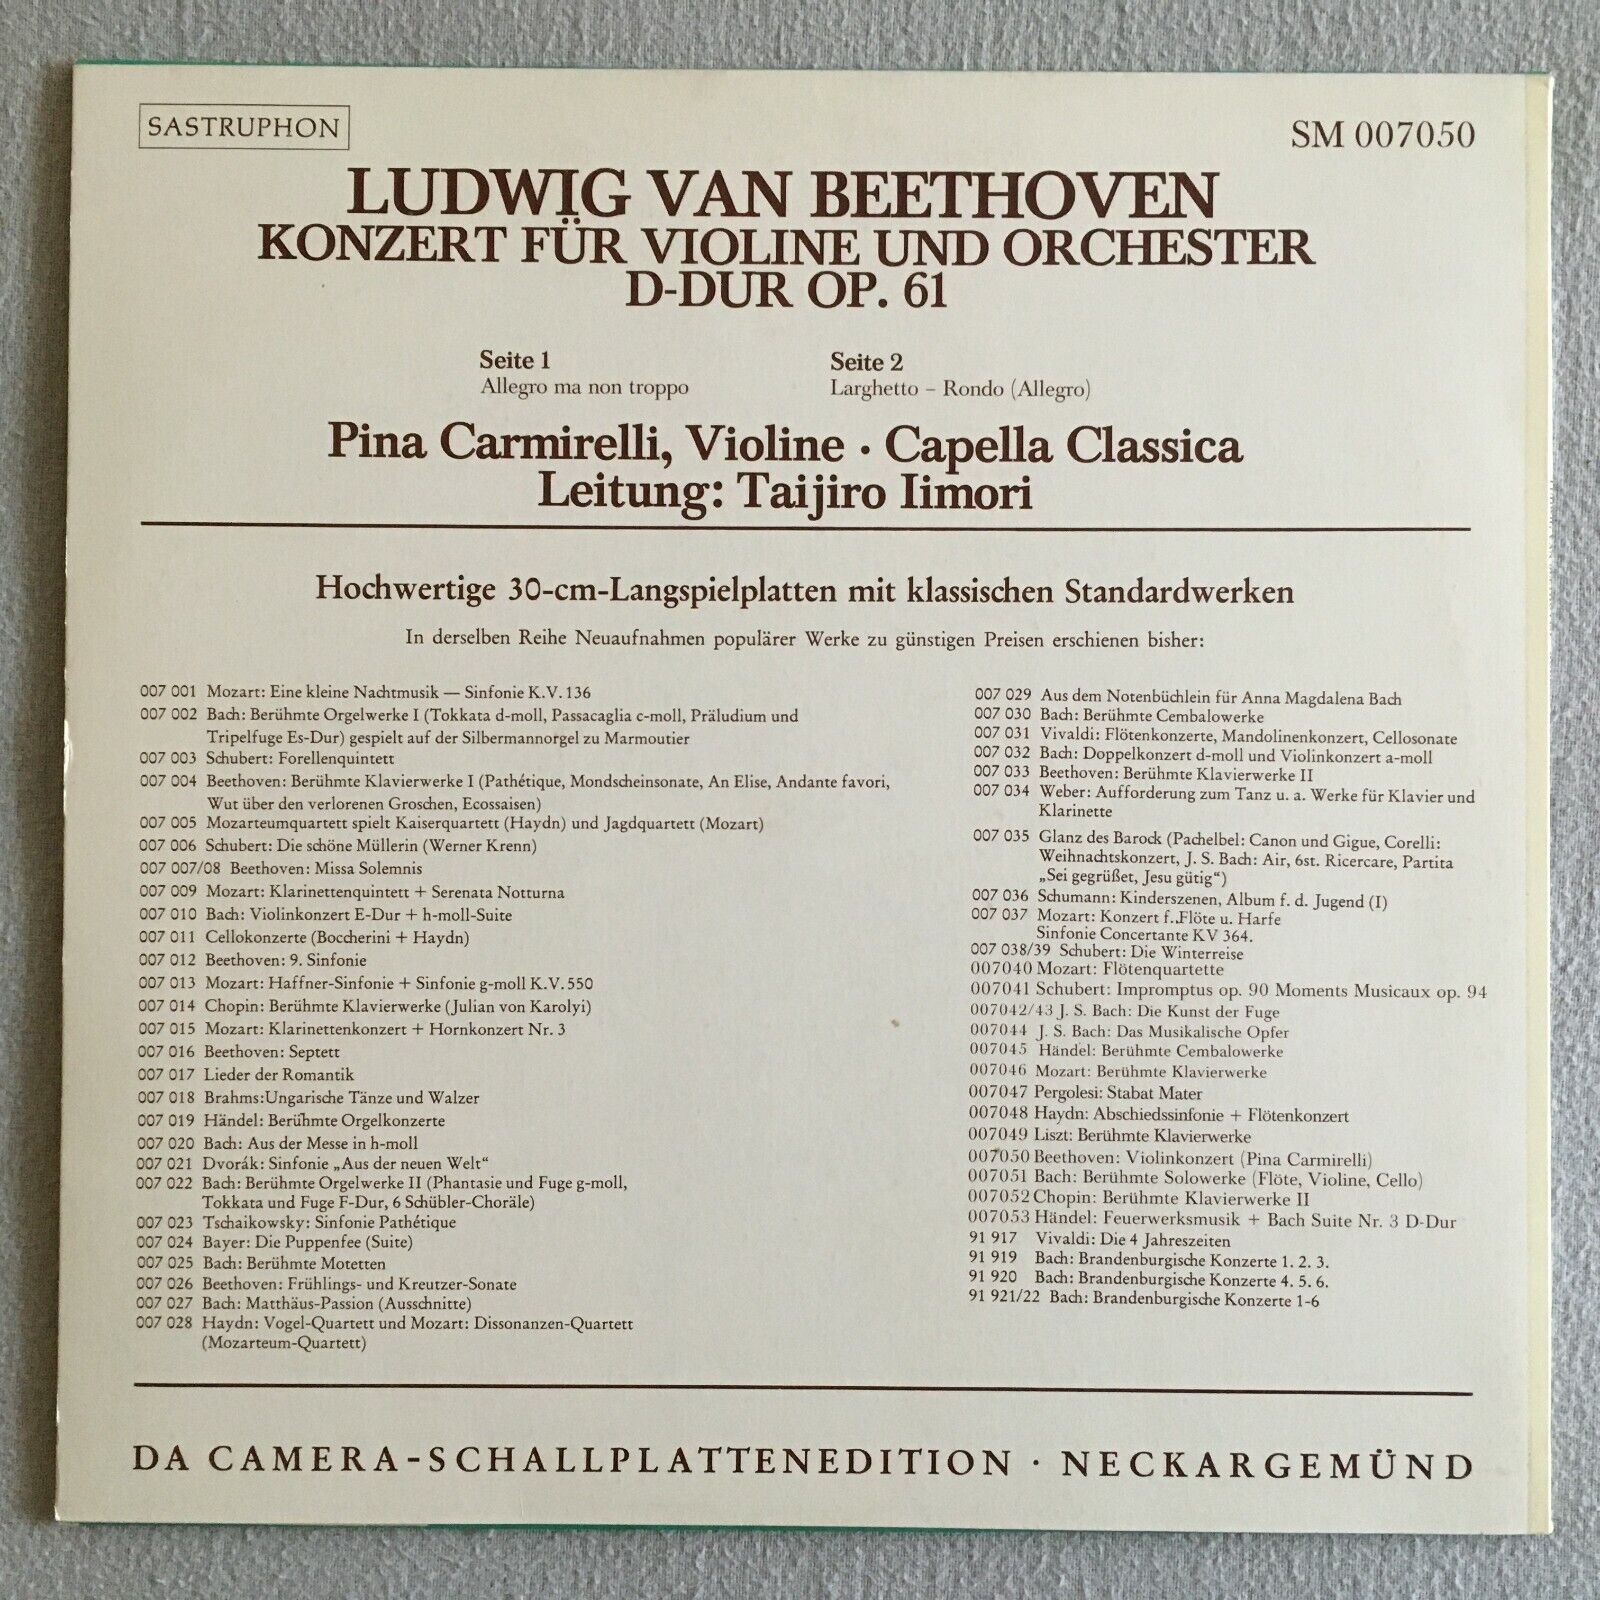 SASTRUPHON
SM 007050
LUDWIG VAN BEETHOVEN
KONZERT FÜR VIOLINE UND ORCHESTER
D-DUR OP. 61
Seite 1
Allegro ma non troppo
Seite 2
Larghetto – Rondo (Allegro)
Pina Carmirelli, Violine · Capella Classica
Leitung: Taijiro Iimori
Hochwertige 30-cm-Langspielplatten mit klassischen Standardwerken
In derselben Reihe Neuaufnahmen populärer Werke zu günstigen Preisen erschienen bisher:
007 001 Mozart: Eine kleine Nachtmusik — Sinfonie K.V. 136
007 002 Bach: Berühmte Orgelwerke I (Tokkata d-moll, Passacaglia c-moll, Präludium und
Tripelfuge Es-Dur) gespielt auf der Silbermannorgel zu Marmoutier
007 003 Schubert: Forellenquintett
007 004 Beethoven: Berühmte Klavierwerke I (Pathétique, Mondscheinsonate, An Elise, Andante favori,
Wut über den verlorenen Groschen, Ecossaisen)
007 005 Mozarteumquartett spielt Kaiserquartett (Haydn) und Jagdquartett (Mozart)
007 006 Schubert: Die schöne Müllerin (Werner Krenn)
007 007/08 Beethoven: Missa Solemnis
007 009 Mozart: Klarinettenquintett + Serenata Notturna
007 010 Bach: Violinkonzert E-Dur + h-moll-Suite
007 011 Cellokonzerte (Boccherini + Haydn)
007 012 Beethoven: 9. Sinfonie
007 013 Mozart: Haffner-Sinfonie + Sinfonie g-moll K.V. 550
007 014 Chopin: Berühmte Klavierwerke (Julian von Karolyi)
007 015 Mozart: Klarinettenkonzert + Hornkonzert Nr. 3
007 016 Beethoven: Septett
007 017 Lieder der Romantik
007 018 Brahms:Ungarische Tänze und Walzer
007 019 Händel: Berühmte Orgelkonzerte
007 020 Bach: Aus der Messe in h-moll
007 021 Dvorák: Sinfonie „Aus der neuen Welt“
007 022 Bach: Berühmte Orgelwerke II (Phantasie und Fuge g-moll,
Tokkata und Fuge F-Dur, 6 Schübler-Choräle)
007 023 Tschaikowsky: Sinfonie Pathétique
007 024 Bayer: Die Puppenfee (Suite)
007 025 Bach: Berühmte Motetten
007 026 Beethoven: Frühlings- und Kreutzer-Sonate
007 027 Bach: Matthäus-Passion (Ausschnitte)
007 028 Haydn: Vogel-Quartett und Mozart: Dissonanzen-Quartett
(Mozarteum-Quartett)
007 029 Aus dem Notenbüchlein für Anna Magdalena Bach
007 030 Bach: Berühmte Cembalowerke
007 031 Vivaldi: Flötenkonzerte, Mandolinenkonzert, Cellosonate
007 032 Bach: Doppelkonzert d-moll und Violinkonzert a-moll
007 033 Beethoven: Berühmte Klavierwerke II
007 034 Weber: Aufforderung zum Tanz u. a. Werke für Klavier und
Klarinette
007 035 Glanz des Barock (Pachelbel: Canon und Gigue, Corelli:
Weihnachtskonzert, J. S. Bach: Air, 6st. Ricercare, Partita
„Sei gegrüßet, Jesu gütig“)
007 036 Schumann: Kinderszenen, Album f. d. Jugend (I)
007 037 Mozart: Konzert f..Flöte u. Harfe
Sinfonie Concertante KV 364.
007 038/39 Schubert: Die Winterreise
007040 Mozart: Flötenquartette
007041 Schubert: Impromptus op. 90 Moments Musicaux op. 94
007042/43 J. S. Bach: Die Kunst der Fuge
007044 J. S. Bach: Das Musikalische Opfer
007045 Händel: Berühmte Cembalowerke
007046 Mozart: Berühmte Klavierwerke
007047 Pergolesi: Stabat Mater
007048 Haydn: Abschiedssinfonie + Flötenkonzert
007049 Liszt: Berühmte Klavierwerke
007050 Beethoven: Violinkonzert (Pina Carmirelli)
007051 Bach: Berühmte Solowerke (Flöte, Violine, Cello)
007052 Chopin: Berühmte Klavierwerke II
007053 Händel: Feuerwerksmusik + Bach Suite Nr. 3 D-Dur
91 917 Vivaldi: Die 4 Jahreszeiten
91 919 Bach: Brandenburgische Konzerte 1. 2. 3.
91 920 Bach: Brandenburgische Konzerte 4. 5. 6.
91 921/22 Bach: Brandenburgische Konzerte 1-6
DA CAMERA-SCHALLPLATTENEDITION · NECKARGEMÜND